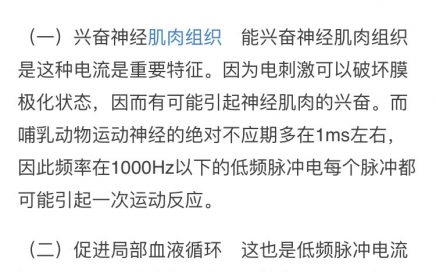 （一）兴奋神经肌肉组织　能兴奋神经肌肉组织
是这种电流是重要特征。因为电刺激可以破坏膜
极化状态，因而有可能引起神经肌肉的兴奋。而
哺乳动物运动神经的绝对不应期多在1ms左右，
因此频率在1000Hz以下的低频脉冲电每个脉冲都
可能引起一次运动反应。
（二）促进局部血液循环　这也是低频脉冲电流